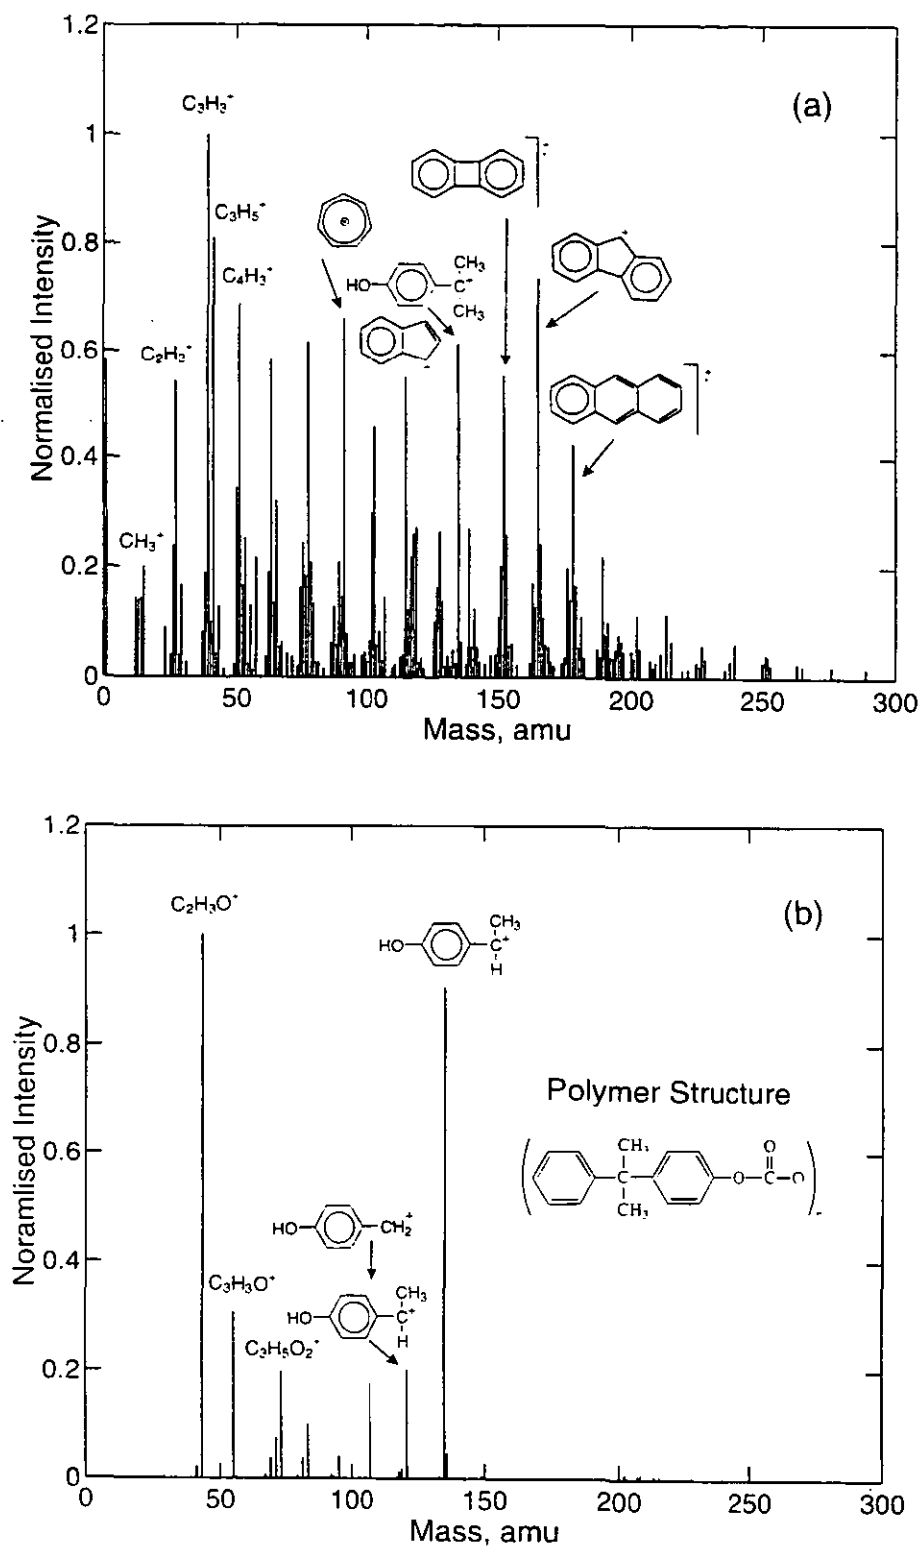 1.2
(a)
C₃H₃⁺
1
C₃H₅⁺
0.8
CH₃
HO
C⁺
CH₃
C₄H₃⁺
0.6
C₂H₃⁺
0.4
CH₃⁺
0.2
0
0 50 100 150 200 250 300
Normalised Intensity
Mass, amu
1.2
(b)
C₂H₃O⁺
1
CH₃
HO
C⁺
H
0.8
Polymer Structure
0.6
CH₃
O
C
O
C
O
CH₃
HO
CH₂⁺
0.4
C₃H₃O⁺
CH₃
HO
C⁺
H
C₃H₅O₂⁺
0.2
0
0 50 100 150 200 250 300
Noramlised Intensity
Mass, amu